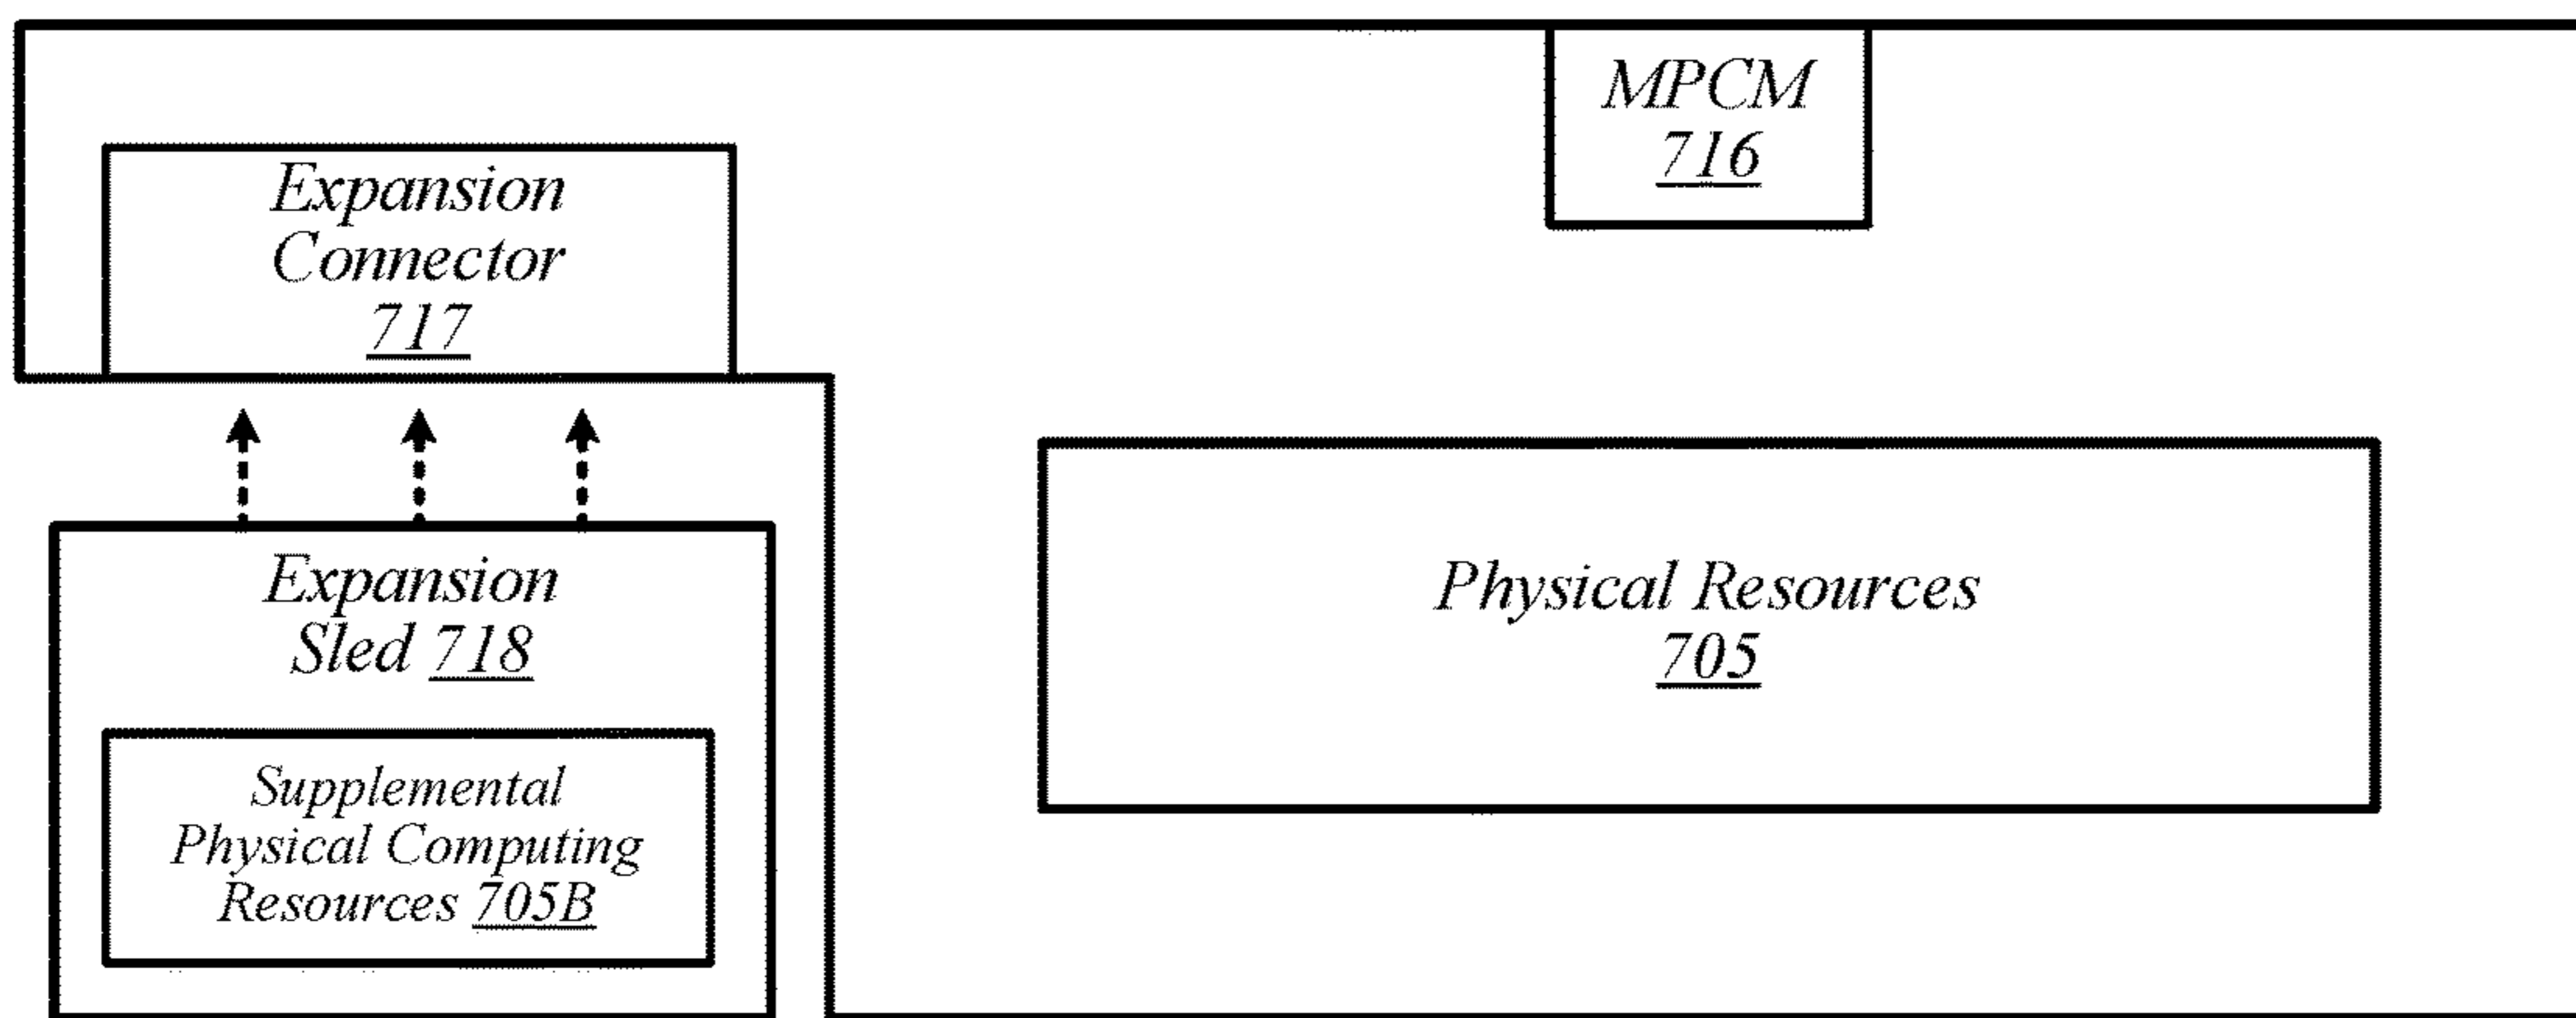 MPCM
716
Expansion
Connector
717
Expansion
Sled 718
Supplemental
Physical Computing
Resources 705B
Physical Resources
705